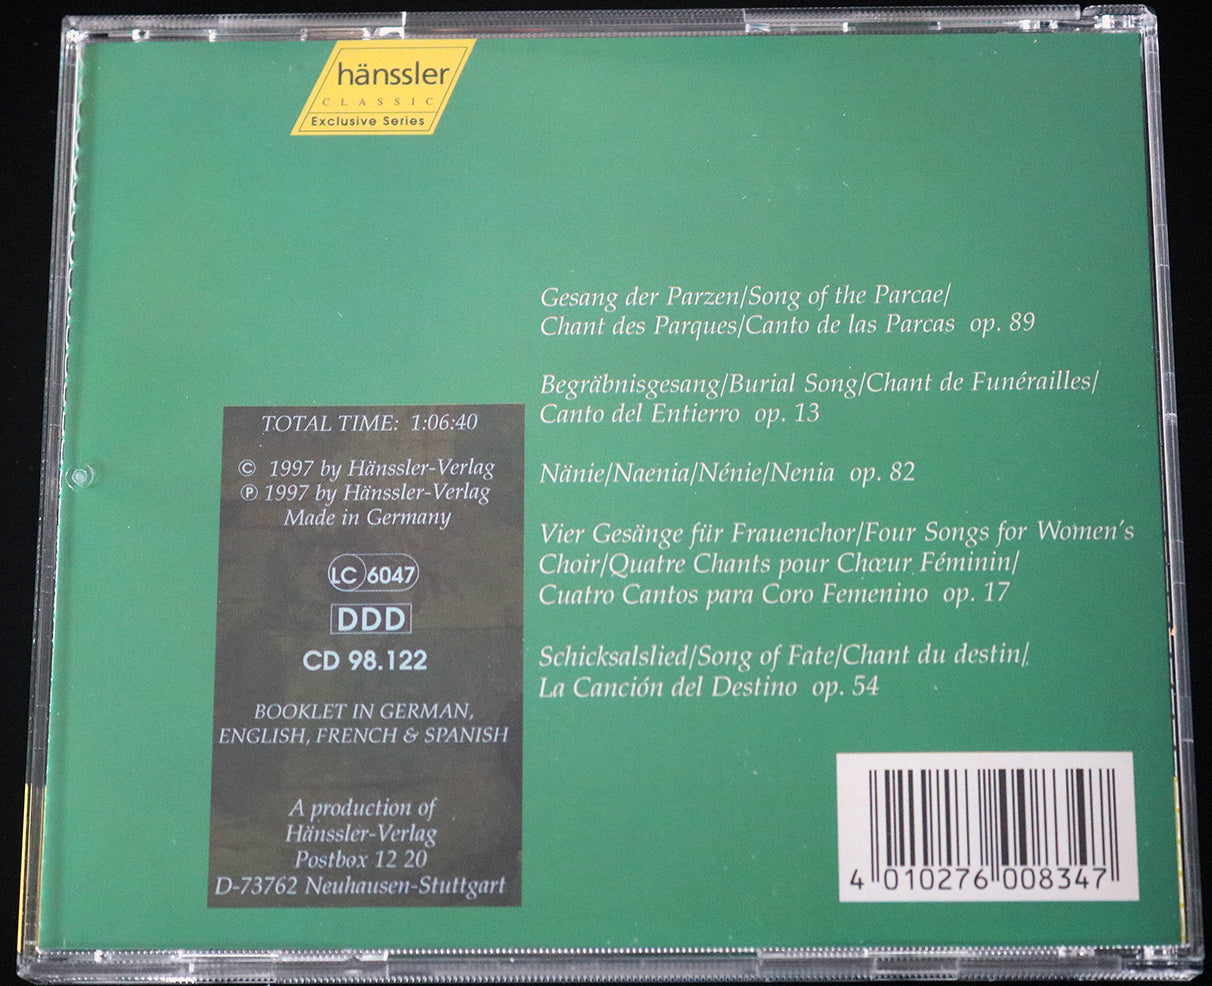 hänssler
CLASSIC
Exclusive Series
Gesang der Parzen/Song of the Parcae/
Chant des Parques/Canto de las Parcas op. 89
Begräbnisgesang/Burial Song/Chant de Funérailles/
Canto del Entierro op. 13
Nänie/Naenia/Nénie/Nenia op. 82
Vier Gesänge für Frauenchor/Four Songs for Women's
Choir/Quatre Chants pour Chœur Féminin/
Cuatro Cantos para Coro Femenino op. 17
Schicksalslied/Song of Fate/Chant du destin/
La Canción del Destino op. 54
TOTAL TIME: 1:06:40
© 1997 by Hänssler-Verlag
℗ 1997 by Hänssler-Verlag
Made in Germany
LC 6047
DDD
CD 98.122
BOOKLET IN GERMAN,
ENGLISH, FRENCH & SPANISH
A production of
Hänssler-Verlag
Postbox 12 20
D-73762 Neuhausen-Stuttgart
4 010276 008347